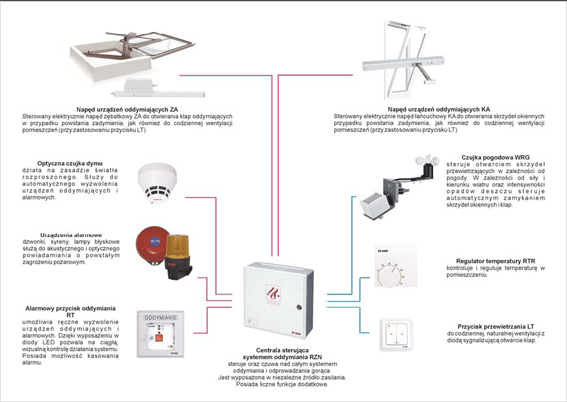 Napęd urządzeń oddymiających ZA
Sterowany elektrycznie napęd zębatkowy ZA do otwierania klap oddymiających
w przypadku powstania zadymienia, jak również do codziennej wentylacji
pomieszczeń (przy zastosowaniu przycisku LT)
Napęd urządzeń oddymiających KA
Sterowany elektrycznie napęd łańcuchowy KA do otwierania skrzydeł okiennych
przypadku powstania zadymienia, jak również do codziennej wentylacji
pomieszczeń (przy zastosowaniu przycisku LT)
Optyczna czujka dymu
działa na zasadzie światła
rozproszonego. Służy do
automatycznego wyzwolenia
urządzeń oddymiających i
alarmowych.
Czujka pogodowa WRG
steruje otwarciem skrzydeł
przewietrzających w zależności od
pogody. W zależności od siły i
kierunku wiatru oraz intensywności
opadów deszczu steruje
automatycznym zamykaniem
skrzydeł okiennych i klap.
Urządzenia alarmowe
dzwonki, syreny, lampy błyskowe
służą do akustycznego i optycznego
powiadamiania o powstałym
zagrożeniu pożarowym.
Regulator temperatury RTR
kontroluje i reguluje temperaturę w
pomieszczeniu.
Alarmowy przycisk oddymiania
RT
umożliwia ręczne wyzwolenie
urządzeń oddymiających i
alarmowych. Dzięki wyposażeniu w
diody LED pozwala na ciągłą,
wizualną kontrolę działania systemu.
Posiada możliwość kasowania
alarmu.
ODDYMIANIE
Przycisk przewietrzania LT
do codziennej, naturalnej wentylacji z
diodą sygnalizującą otwarcie klap.
Centrala sterująca
systemem oddymiania RZN
steruje oraz czuwa nad całym systemem
oddymiania i odprowadzania gorąca.
Jest wyposażona w niezależne źródło zasilania.
Posiada liczne funkcje dodatkowe.